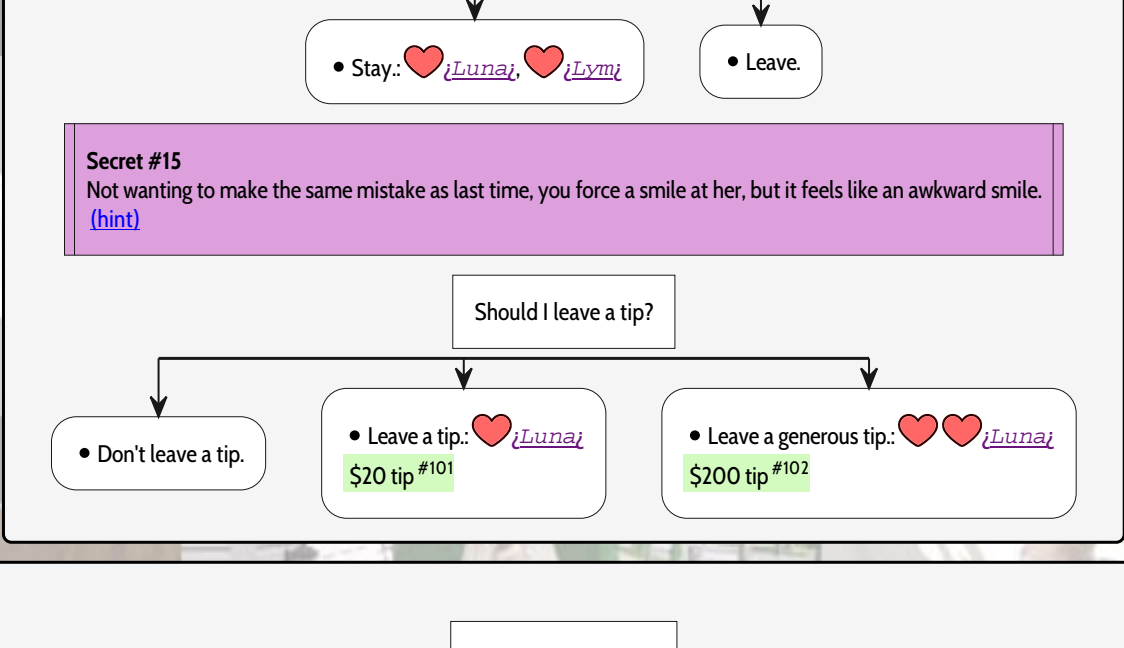 • Stay.: ¡Luna¡, ¡Lym¡
• Leave.
Secret #15
Not wanting to make the same mistake as last time, you force a smile at her, but it feels like an awkward smile.
(hint)
Should I leave a tip?
• Don't leave a tip.
• Leave a tip.: ¡Luna¡
$20 tip #101
• Leave a generous tip.: ¡Luna¡
$200 tip #102